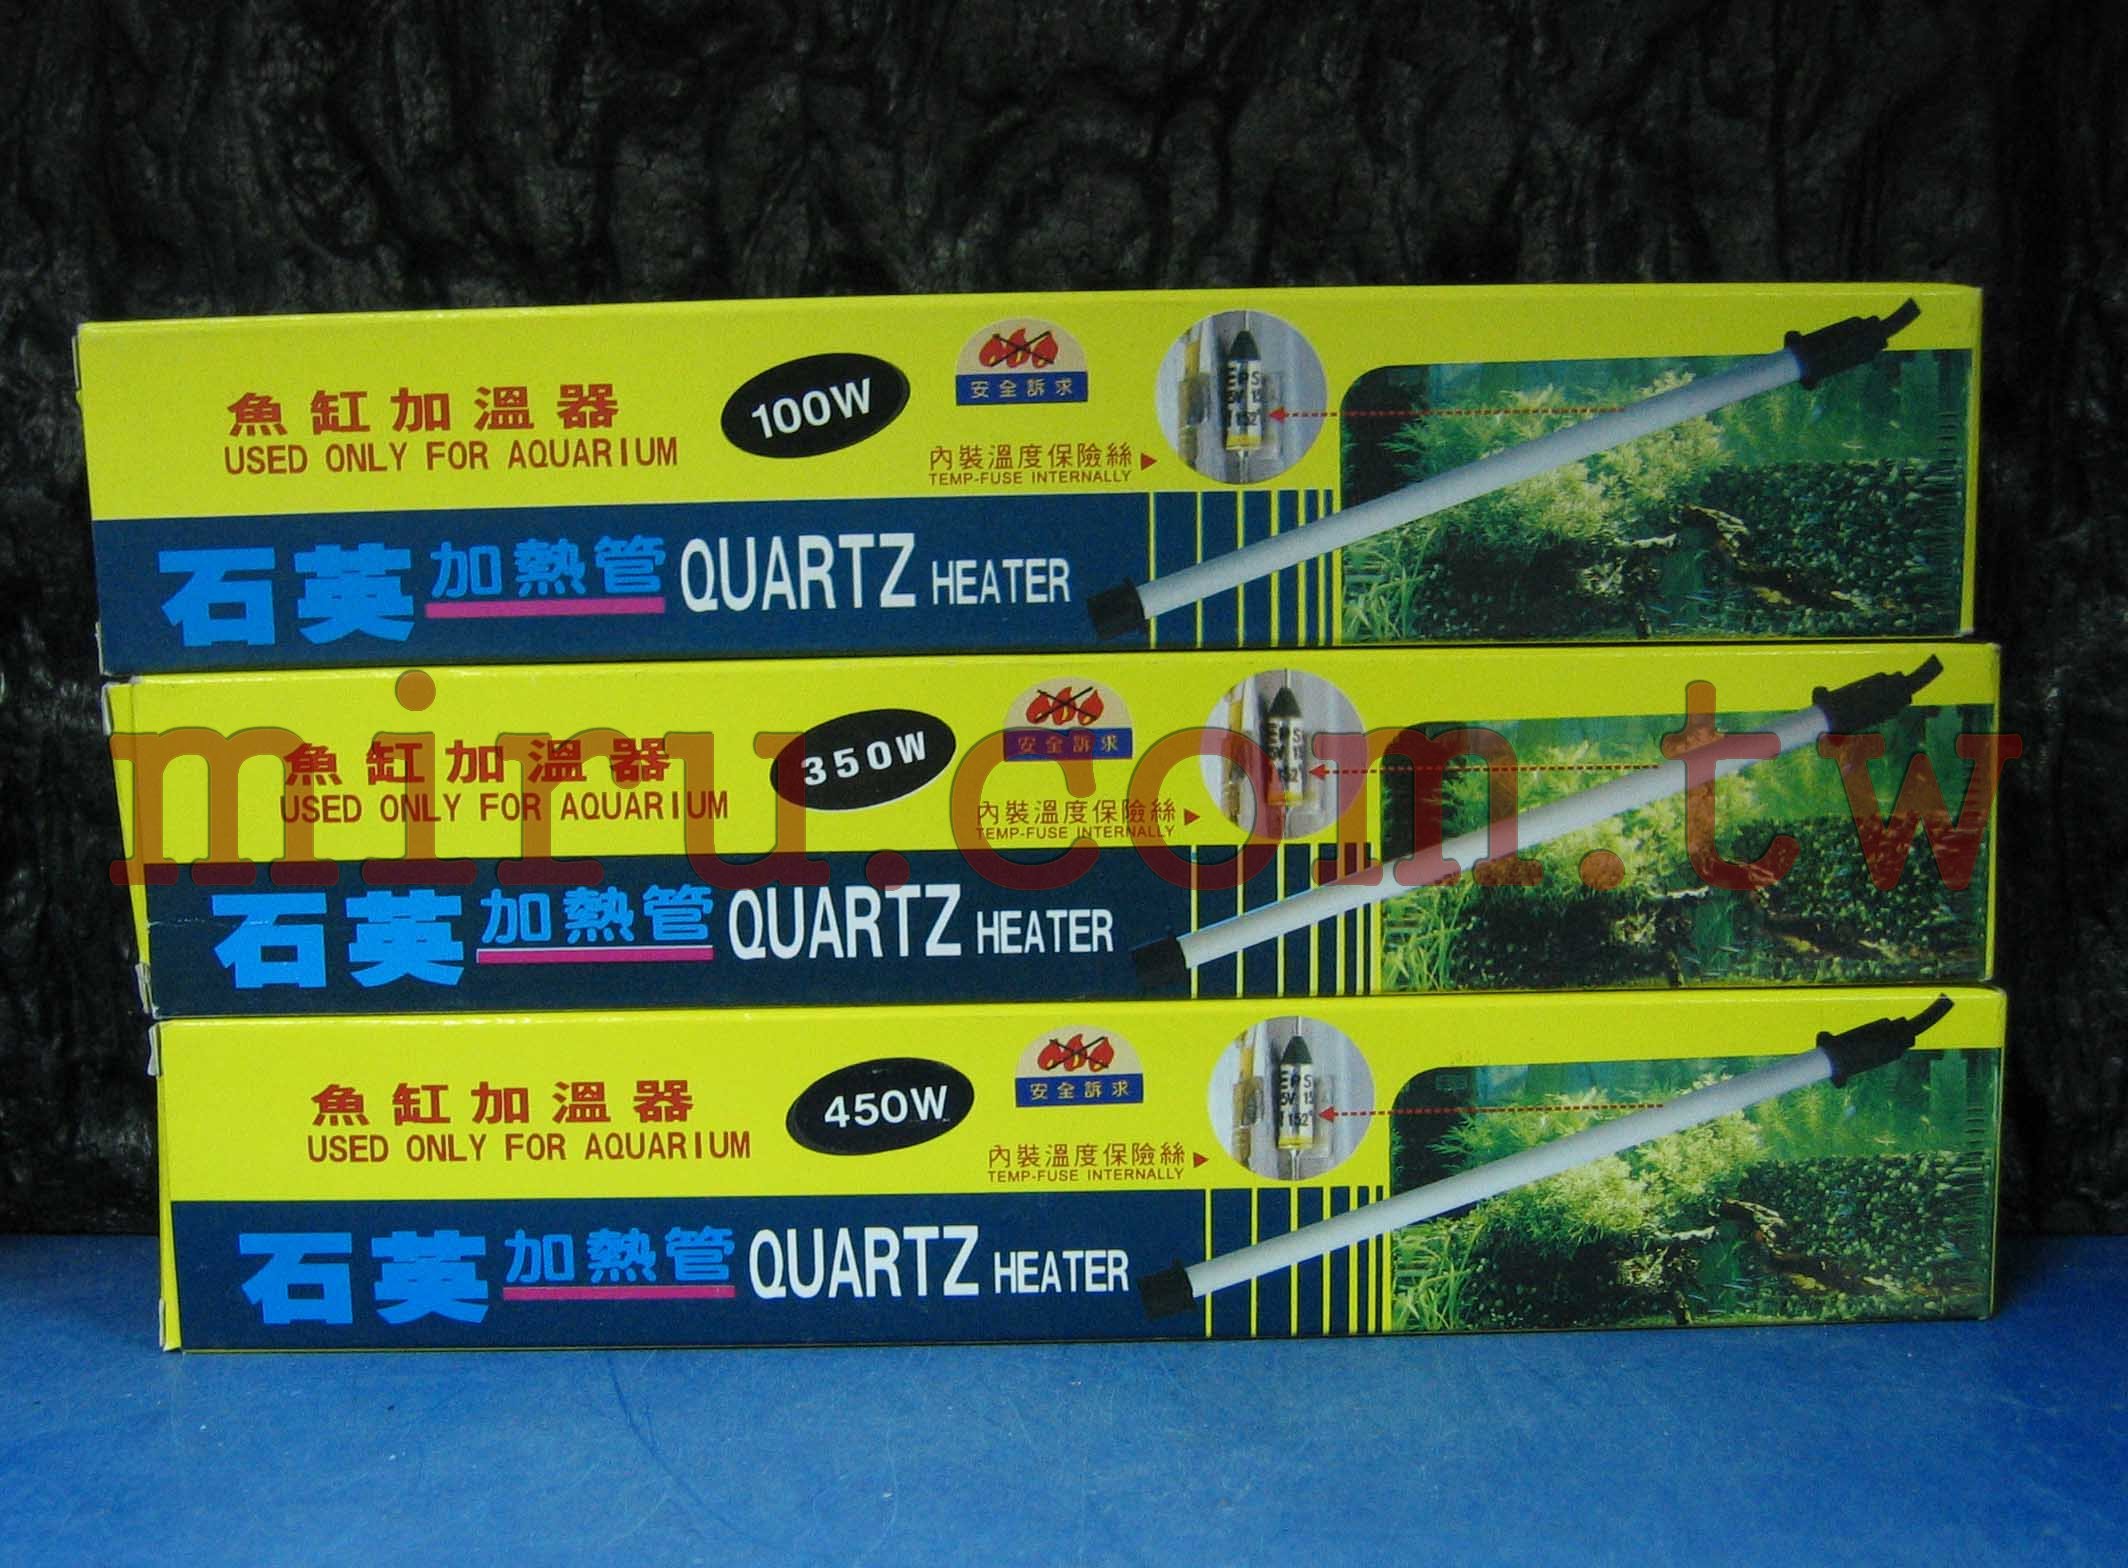 魚缸加溫器
USED ONLY FOR AQUARIUM
100W
安全訴求
內裝溫度保險絲
TEMP-FUSE INTERNALLY
石英加熱管 QUARTZ HEATER
魚缸加溫器
USED ONLY FOR AQUARIUM
350W
安全訴求
內裝溫度保險絲
TEMP-FUSE INTERNALLY
miru.com.tw
石英加熱管 QUARTZ HEATER
魚缸加溫器
USED ONLY FOR AQUARIUM
450W
安全訴求
內裝溫度保險絲
TEMP-FUSE INTERNALLY
石英加熱管 QUARTZ HEATER